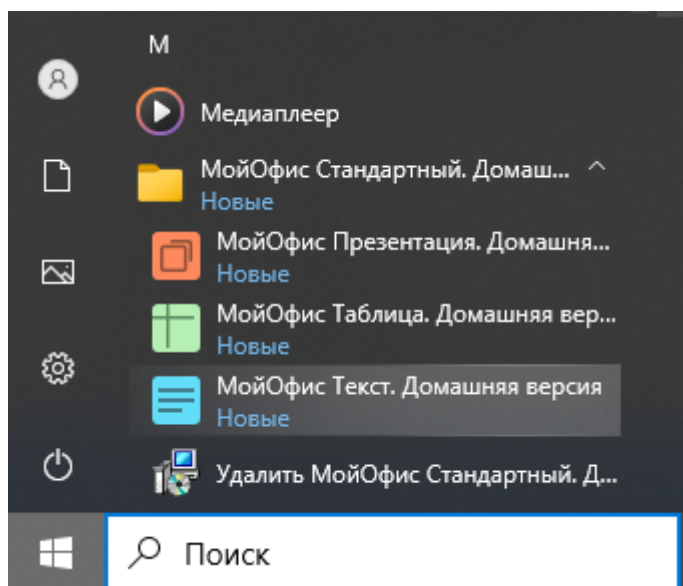 М
Медиаплеер
МойОфис Стандартный. Домаш...
Новые
МойОфис Презентация. Домашня...
Новые
МойОфис Таблица. Домашняя вер...
Новые
МойОфис Текст. Домашняя версия
Новые
Удалить МойОфис Стандартный. Д...
Поиск